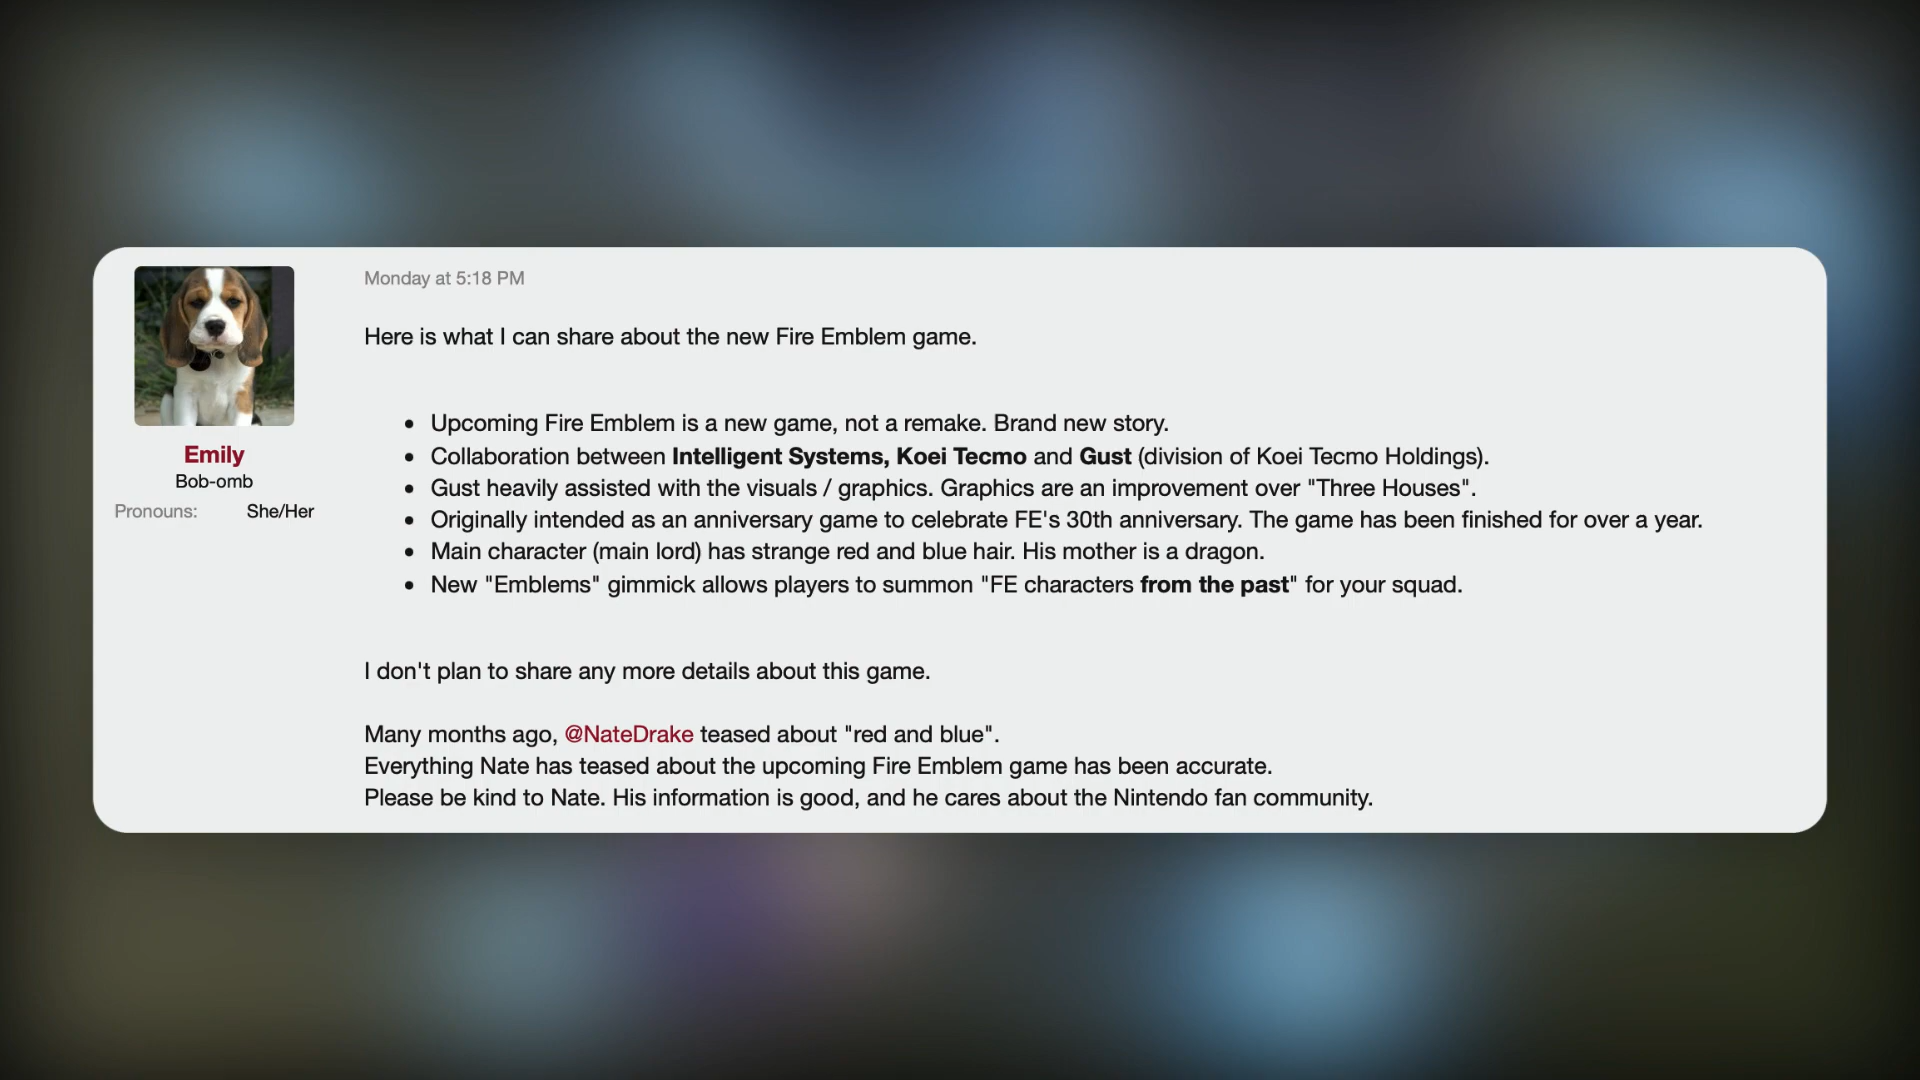 Monday at 5:18 PM
Here is what I can share about the new Fire Emblem game.
• Upcoming Fire Emblem is a new game, not a remake. Brand new story.
• Collaboration between Intelligent Systems, Koei Tecmo and Gust (division of Koei Tecmo Holdings).
• Gust heavily assisted with the visuals / graphics. Graphics are an improvement over "Three Houses".
• Originally intended as an anniversary game to celebrate FE's 30th anniversary. The game has been finished for over a year.
• Main character (main lord) has strange red and blue hair. His mother is a dragon.
• New "Emblems" gimmick allows players to summon "FE characters from the past" for your squad.
I don't plan to share any more details about this game.
Many months ago, @NateDrake teased about "red and blue".
Everything Nate has teased about the upcoming Fire Emblem game has been accurate.
Please be kind to Nate. His information is good, and he cares about the Nintendo fan community.
Emily
Bob-omb
Pronouns: She/Her